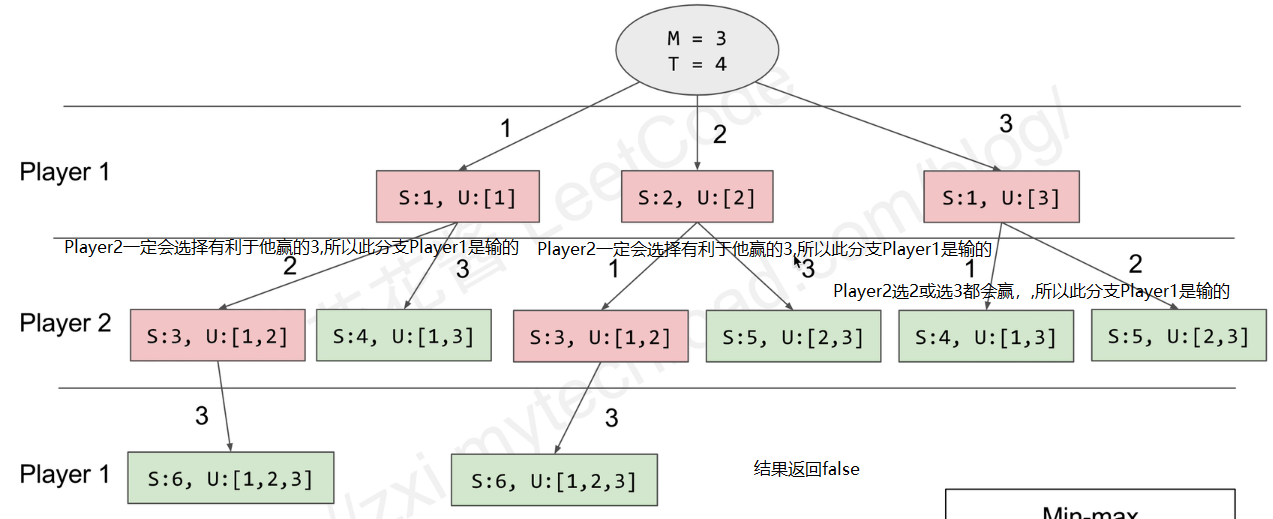 M = 3
T = 4
1
2
3
Player 1
S:1, U:[1]
S:2, U:[2]
S:1, U:[3]
Player2一定会选择有利于他赢的3,所以此分支Player1是输的
Player2一定会选择有利于他赢的3,所以此分支Player1是输的
2
3
1
3
1
2
Player2选2或选3都会赢，,所以此分支Player1是输的
Player 2
S:3, U:[1,2]
S:4, U:[1,3]
S:3, U:[1,2]
S:5, U:[2,3]
S:4, U:[1,3]
S:5, U:[2,3]
3
3
Player 1
S:6, U:[1,2,3]
S:6, U:[1,2,3]
结果返回false
Min-max
花酱 LeetCode
//zxi.mytechroad.com/blog/